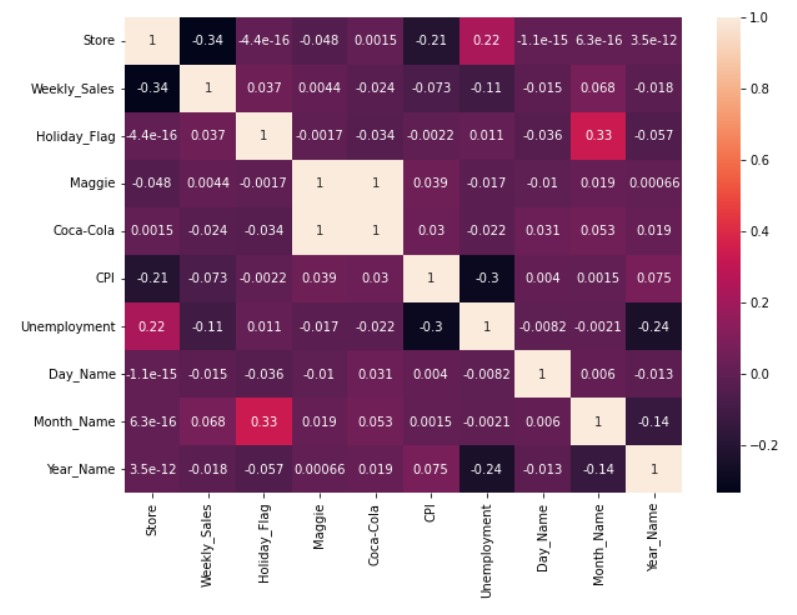 Store 1 -0.34 -4.4e-16 -0.048 0.0015 -0.21 0.22 -1.1e-15 6.3e-16 3.5e-12
Weekly_Sales -0.34 1 0.037 0.0044 -0.024 -0.073 -0.11 -0.015 0.068 -0.018
Holiday_Flag -4.4e-16 0.037 1 -0.0017 -0.034 -0.0022 0.011 -0.036 0.33 -0.057
Maggie -0.048 0.0044 -0.0017 1 1 0.039 -0.017 -0.01 0.019 0.00066
Coca-Cola 0.0015 -0.024 -0.034 1 1 0.03 -0.022 0.031 0.053 0.019
CPI -0.21 -0.073 -0.0022 0.039 0.03 1 -0.3 0.004 0.0015 0.075
Unemployment 0.22 -0.11 0.011 -0.017 -0.022 -0.3 1 -0.0082 -0.0021 -0.24
Day_Name -1.1e-15 -0.015 -0.036 -0.01 0.031 0.004 -0.0082 1 0.006 -0.013
Month_Name 6.3e-16 0.068 0.33 0.019 0.053 0.0015 -0.0021 0.006 1 -0.14
Year_Name 3.5e-12 -0.018 -0.057 0.00066 0.019 0.075 -0.24 -0.013 -0.14 1
Store
Weekly_Sales
Holiday_Flag
Maggie
Coca-Cola
CPI
Unemployment
Day_Name
Month_Name
Year_Name
1.0
0.8
0.6
0.4
0.2
0.0
−0.2